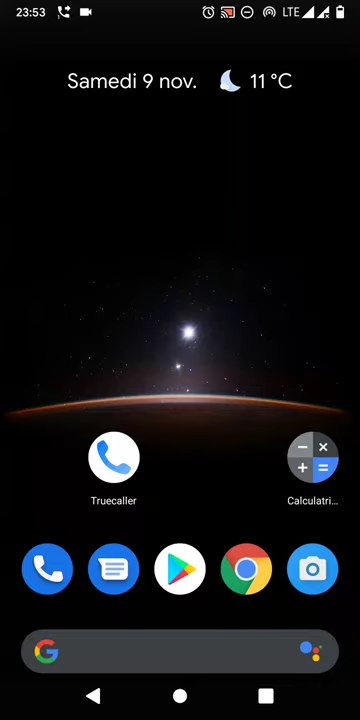 23:53
LTE
Samedi 9 nov.
11 °C
Truecaller
Calculatri...